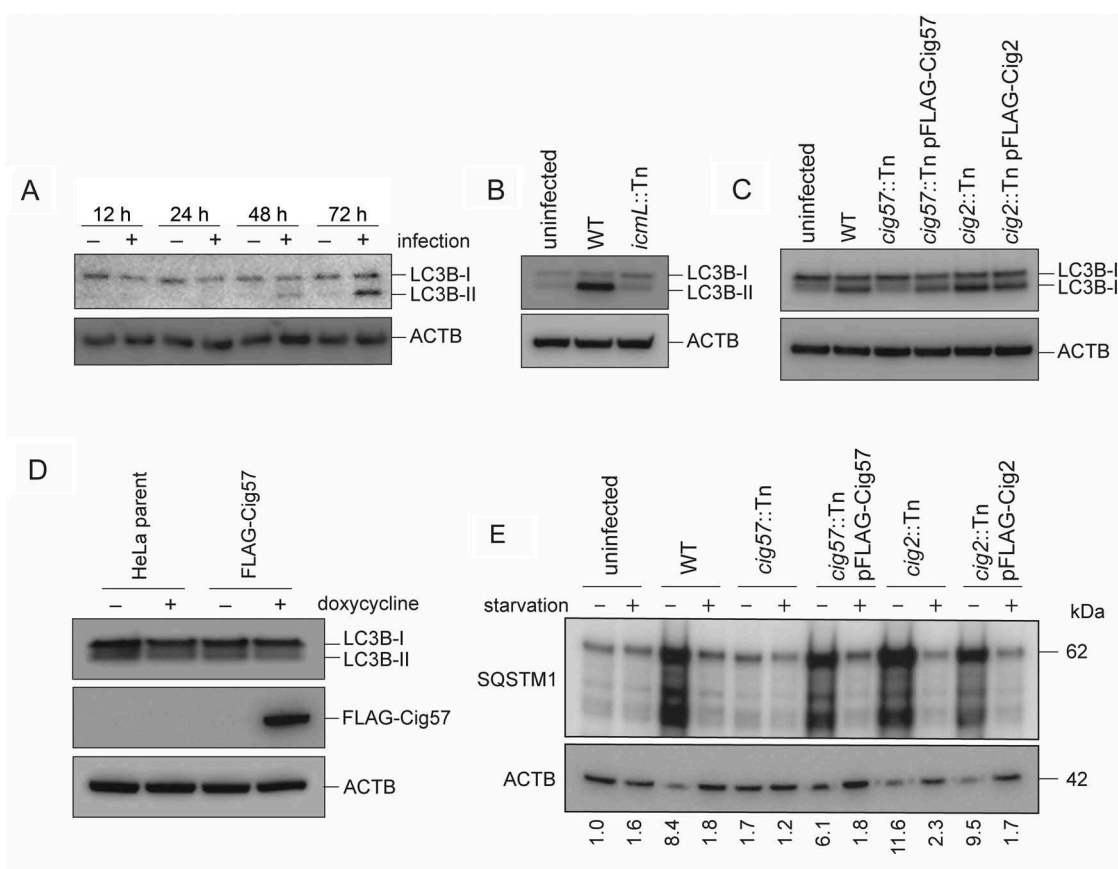 A
12 h 24 h 48 h 72 h
– + – + – + – + infection
LC3B-I
LC3B-II
ACTB
B
uninfected
WT
icmL::Tn
LC3B-I
LC3B-II
ACTB
C
uninfected
WT
cig57::Tn
cig57::Tn pFLAG-Cig57
cig2::Tn
cig2::Tn pFLAG-Cig2
LC3B-I
LC3B-I
ACTB
D
HeLa parent
FLAG-Cig57
– + – + doxycycline
LC3B-I
LC3B-II
FLAG-Cig57
ACTB
E
uninfected
WT
cig57::Tn
cig57::Tn
pFLAG-Cig57
cig2::Tn
cig2::Tn
pFLAG-Cig2
starvation – + – + – + – + – + – + kDa
62
SQSTM1
ACTB 42
1.0 1.6 8.4 1.8 1.7 1.2 6.1 1.8 11.6 2.3 9.5 1.7